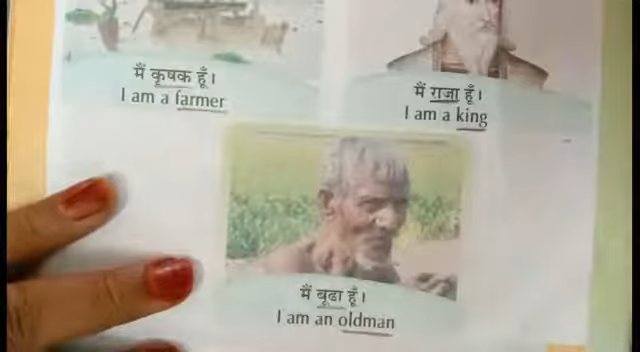 मैं कृषक हूँ।
I am a farmer
मैं राजा हूँ।
I am a king
मैं बूढा हूँ।
I am an oldman